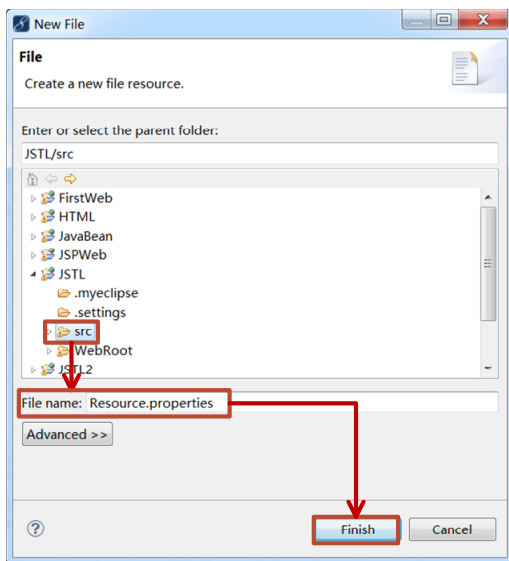 New File
File
Create a new file resource.
Enter or select the parent folder:
JSTL/src
FirstWeb
HTML
JavaBean
JSPWeb
JSTL
.myeclipse
.settings
src
WebRoot
JSTL2
File name: Resource.properties
Advanced >>
Finish Cancel